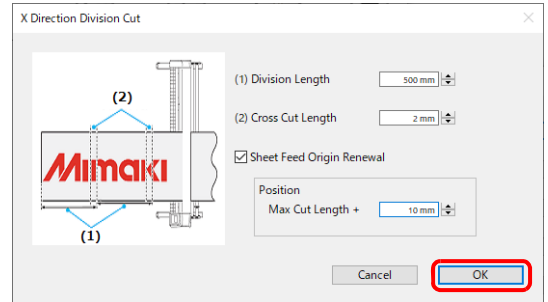 X Direction Division Cut
(2)
Mimaki
(1)
(1) Division Length 500 mm
(2) Cross Cut Length 2 mm
Sheet Feed Origin Renewal
Position
Max Cut Length + 10 mm
Cancel OK